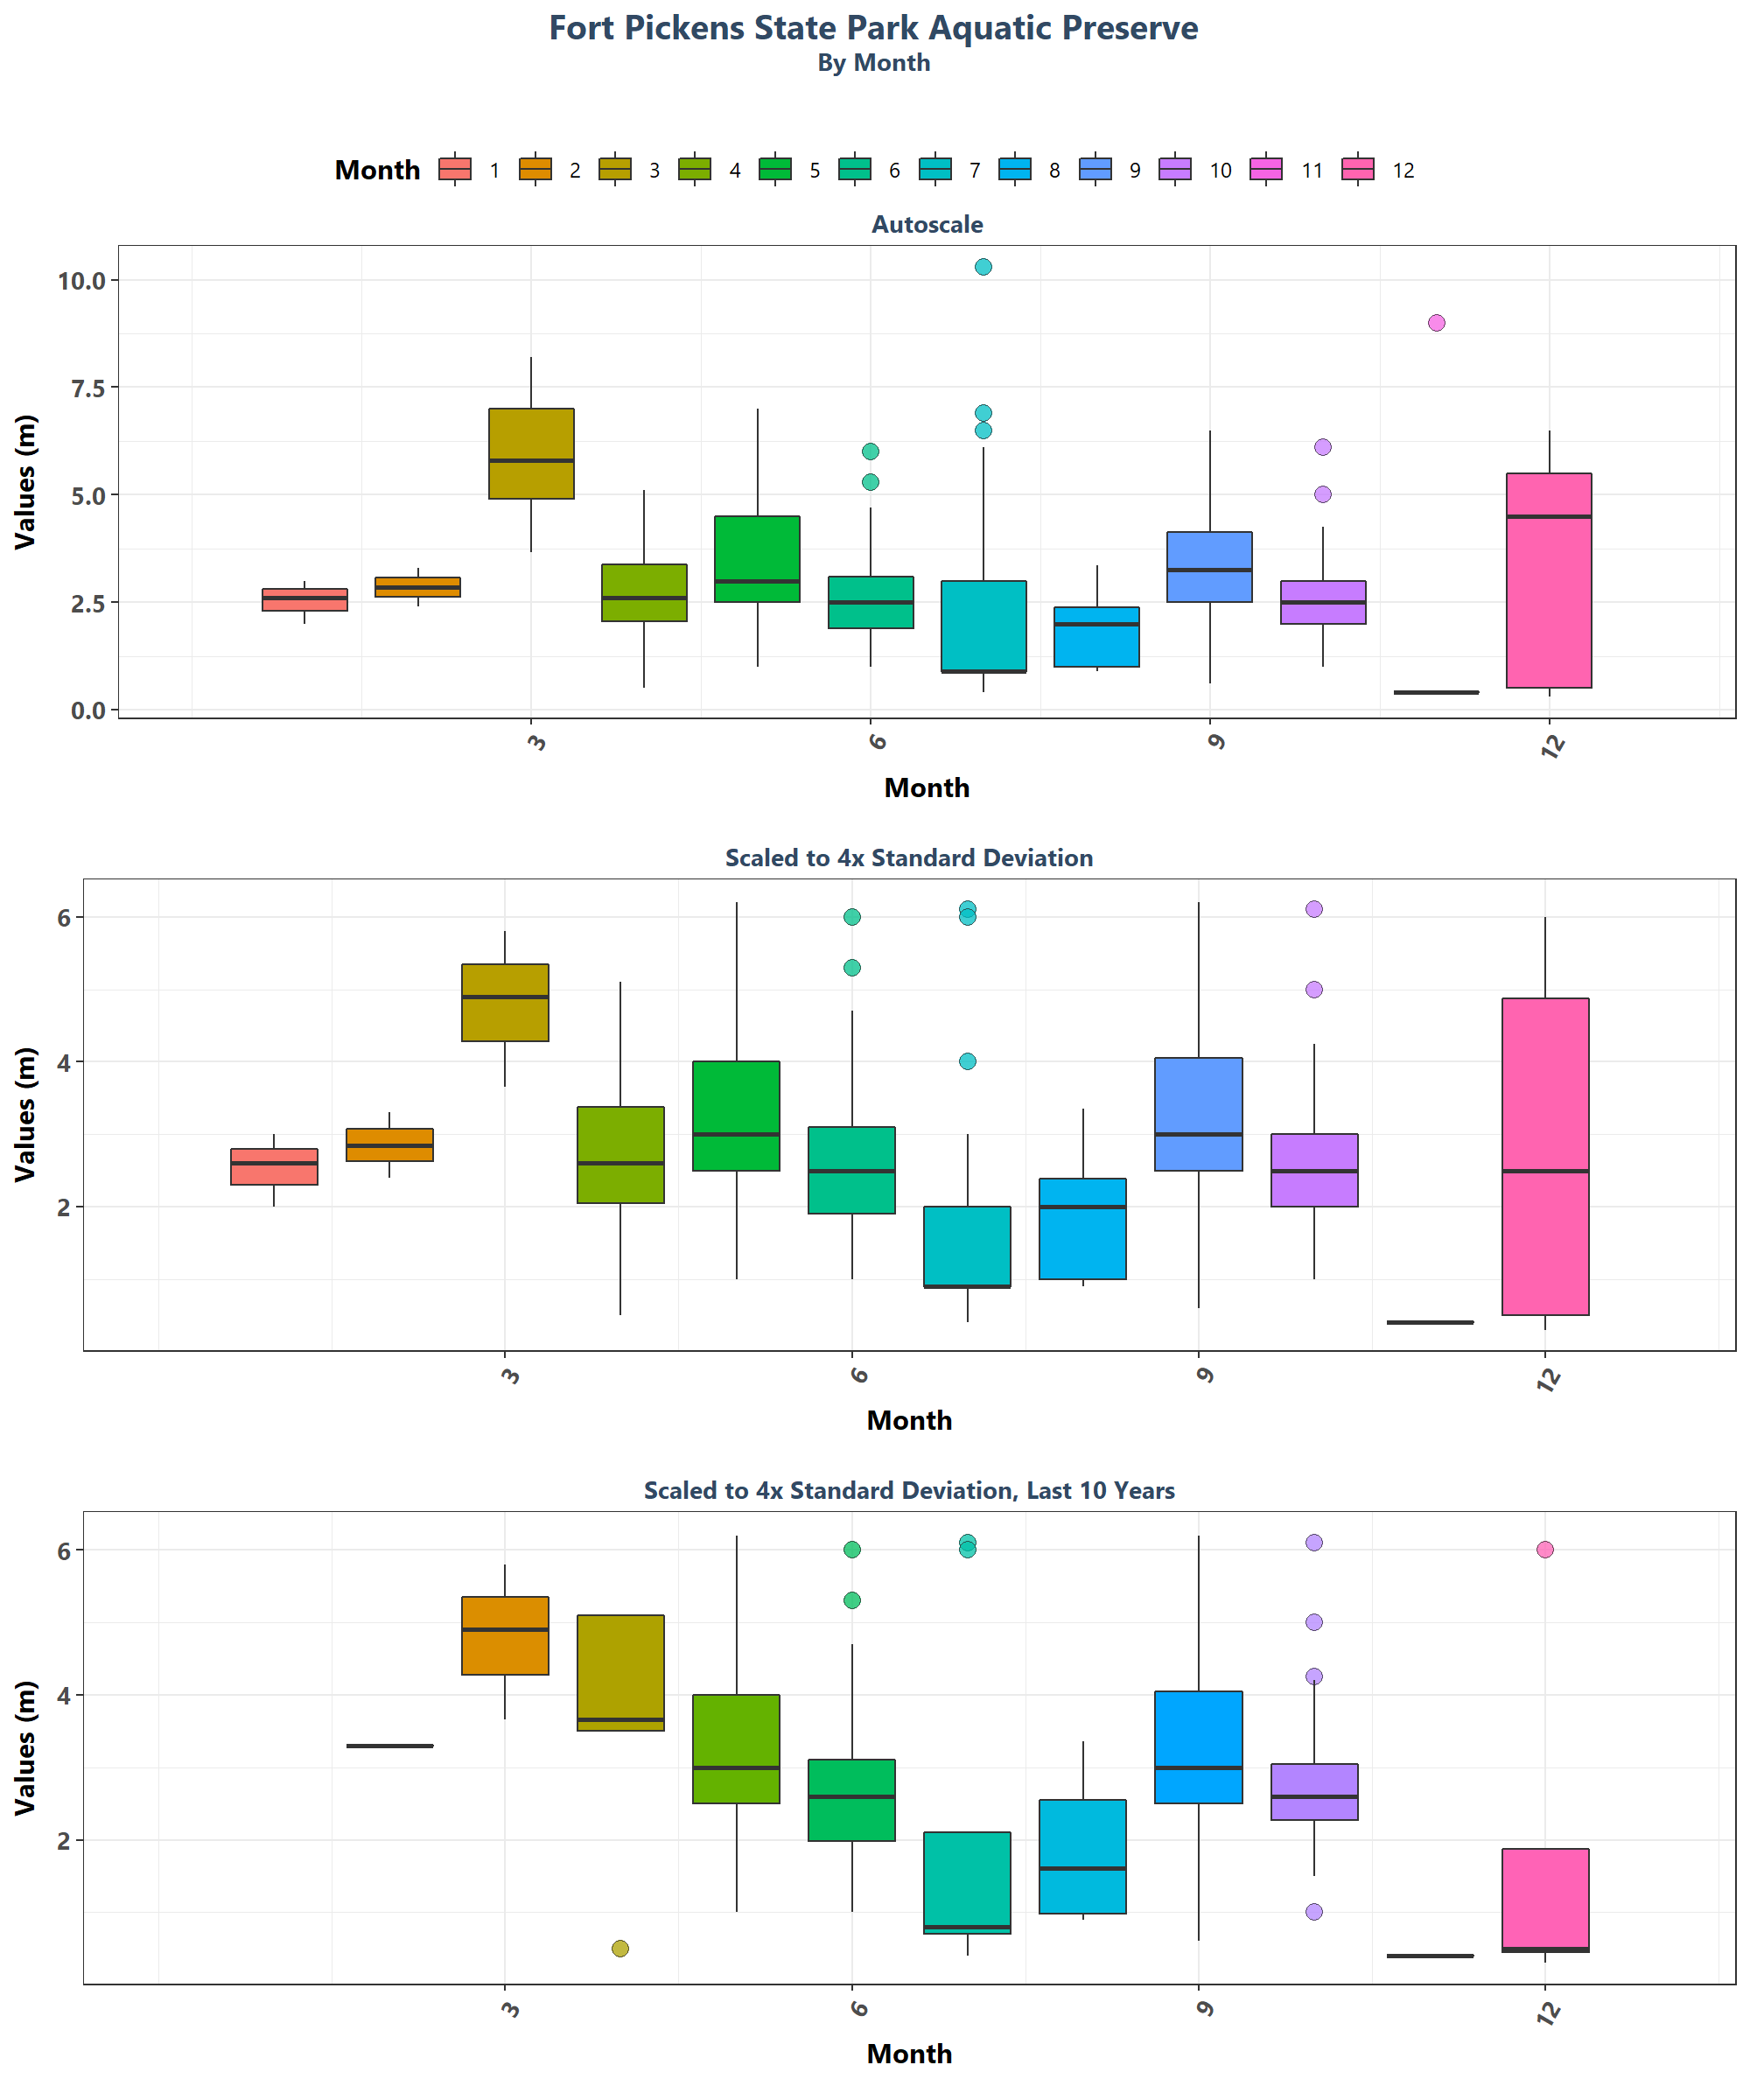 Fort Pickens State Park Aquatic Preserve
By Month
Month 1 2 3 4 5 6 7 8 9 10 11 12
Autoscale
Values (m)
10.0
7.5
5.0
2.5
0.0
3 6 9 12
Month
Scaled to 4x Standard Deviation
Values (m)
6
4
2
3 6 9 12
Month
Scaled to 4x Standard Deviation, Last 10 Years
Values (m)
6
4
2
3 6 9 12
Month